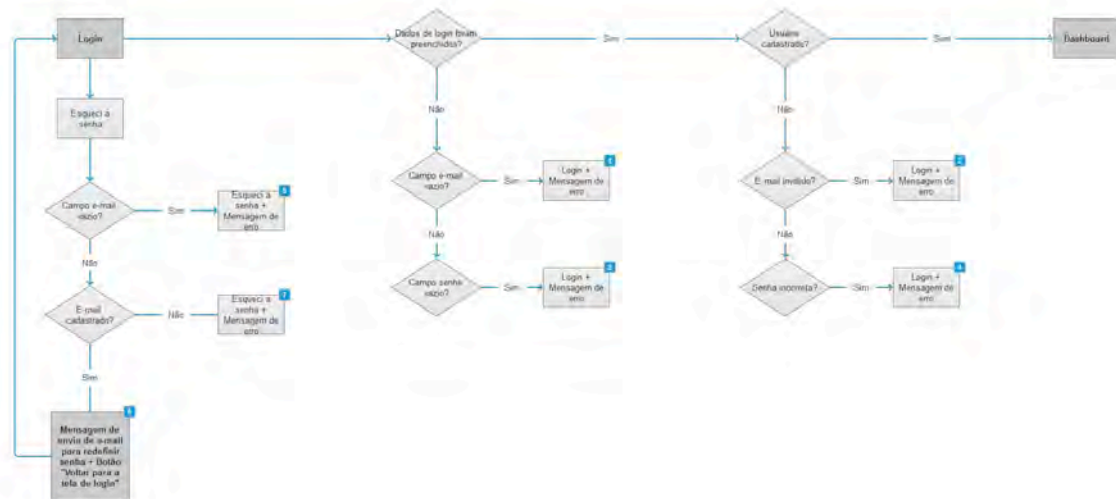 Login
Dados de login foram
preenchidos?
Sim
Usuário
cadastrado?
Sim
Dashboard
Esqueci a
senha
Não
Não
Campo e-mail
vazio?
Sim
Esqueci a
senha +
Mensagem de
erro
Campo e-mail
vazio?
Sim
Login +
Mensagem de
erro
E-mail inválido?
Sim
Login +
Mensagem de
erro
Não
Não
Não
E-mail
cadastrado?
Não
Esqueci a
senha +
Mensagem de
erro
Campo senha
vazio?
Sim
Login +
Mensagem de
erro
Senha incorreta?
Sim
Login +
Mensagem de
erro
Sim
Mensagem de
envio de e-mail
para redefinir
senha + Botão
"Voltar para a
tela de login"